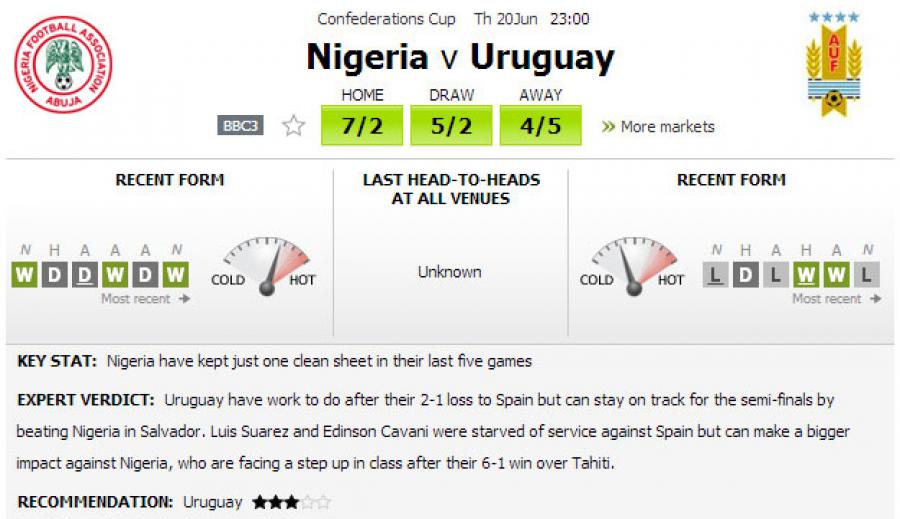 Confederations Cup Th 20Jun 23:00
Nigeria v Uruguay
NIGERIA FOOTBALL ASSOCIATION
ABUJA
AUF
HOME DRAW AWAY
BBC3 7/2 5/2 4/5 » More markets
RECENT FORM
N H A A A N
W D D W D W
Most recent
COLD HOT
LAST HEAD-TO-HEADS
AT ALL VENUES
Unknown
RECENT FORM
COLD HOT
N H A H A N
L D L W W L
Most recent
KEY STAT: Nigeria have kept just one clean sheet in their last five games
EXPERT VERDICT: Uruguay have work to do after their 2-1 loss to Spain but can stay on track for the semi-finals by
beating Nigeria in Salvador. Luis Suarez and Edinson Cavani were starved of service against Spain but can make a bigger
impact against Nigeria, who are facing a step up in class after their 6-1 win over Tahiti.
RECOMMENDATION: Uruguay ★★★☆☆